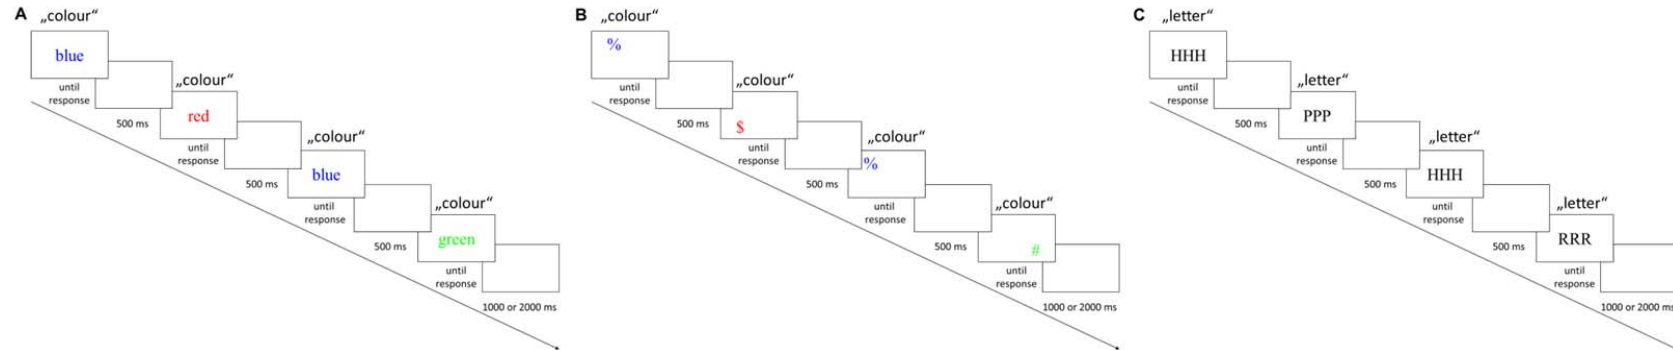 A
„colour“
blue
until
response
„colour“
500 ms
red
until
response
„colour“
500 ms
blue
until
response
„colour“
500 ms
green
until
response
1000 or 2000 ms
B
„colour“
%
until
response
„colour“
500 ms
$
until
response
„colour“
500 ms
%
until
response
„colour“
500 ms
#
until
response
1000 or 2000 ms
C
„letter“
HHH
until
response
„letter“
500 ms
PPP
until
response
„letter“
500 ms
HHH
until
response
„letter“
500 ms
RRR
until
response
1000 or 2000 ms